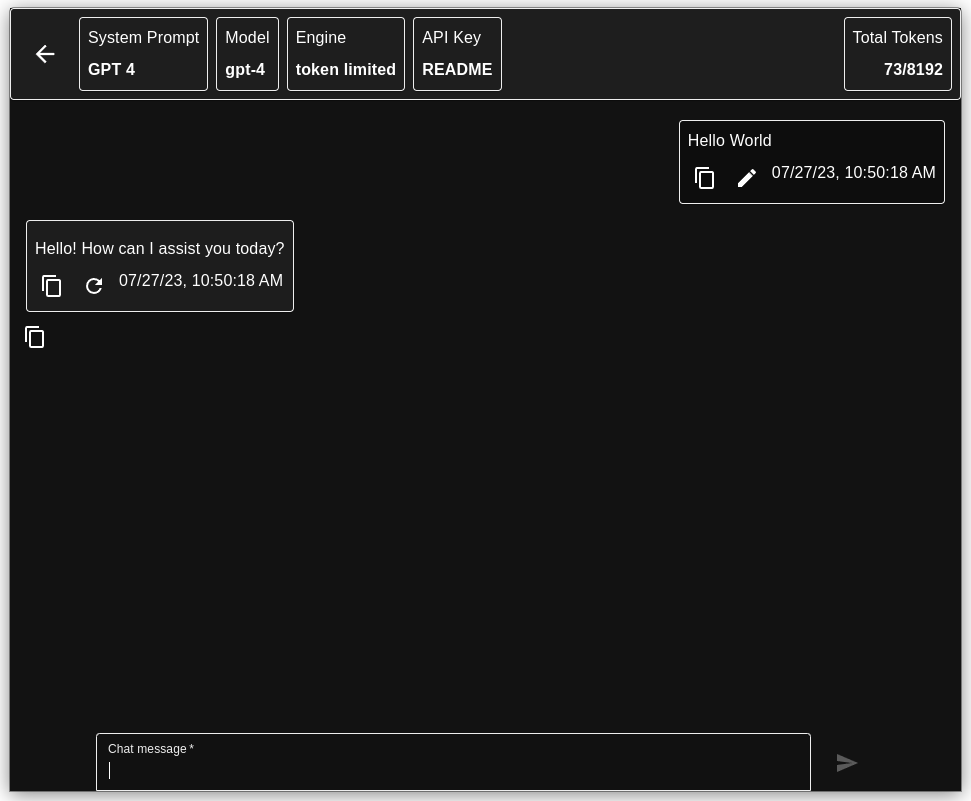 System Prompt
GPT 4
Model
gpt-4
Engine
token limited
API Key
README
Total Tokens
73/8192
Hello World
07/27/23, 10:50:18 AM
Hello! How can I assist you today?
07/27/23, 10:50:18 AM
Chat message *